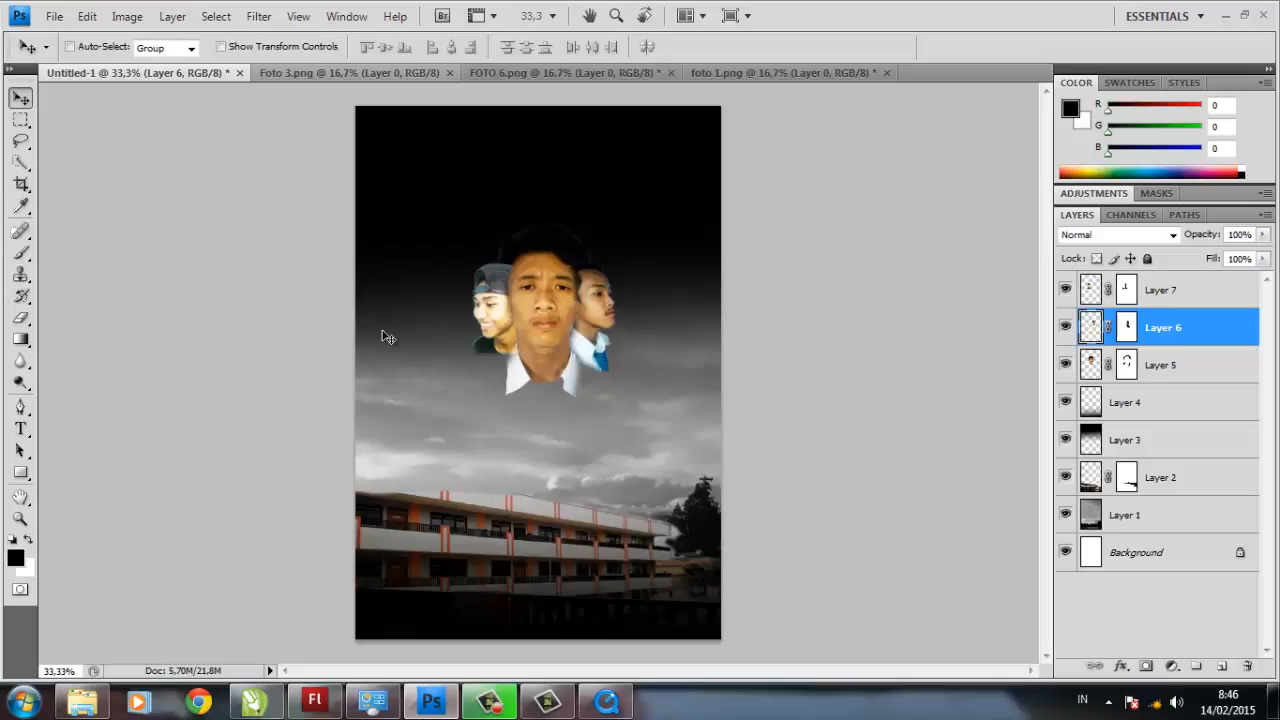 Ps File Edit Image Layer Select Filter View Window Help Br 33,3 ESSENTIALS
Auto-Select: Group Show Transform Controls
Untitled-1 @ 33,3% (Layer 6, RGB/8) * Foto 3.png @ 16,7% (Layer 0, RGB/8) FOTO 6.png @ 16,7% (Layer 0, RGB/8) * foto 1.png @ 16,7% (Layer 0, RGB/8) *
COLOR SWATCHES STYLES
R 0
G 0
B 0
ADJUSTMENTS MASKS
LAYERS CHANNELS PATHS
Normal Opacity: 100%
Lock: Fill: 100%
Layer 7
Layer 6
Layer 5
Layer 4
Layer 3
Layer 2
Layer 1
Background
33,33% Doc: 5,70M/21,8M
Fl Ps IN 8:46
14/02/2015